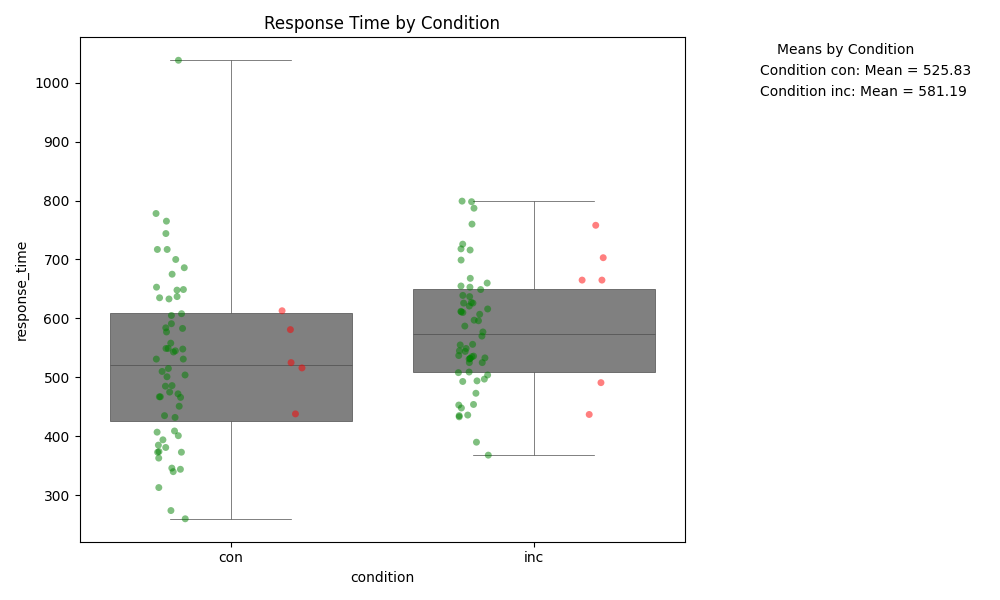 Response Time by Condition
Means by Condition
Condition con: Mean = 525.83
Condition inc: Mean = 581.19
response_time
1000
900
800
700
600
500
400
300
con
inc
condition